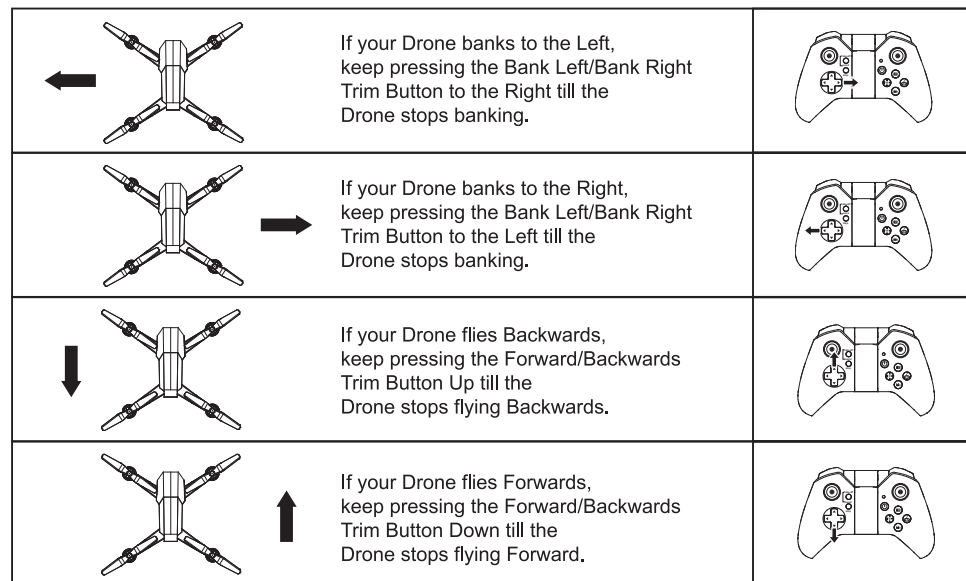 If your Drone banks to the Left,
keep pressing the Bank Left/Bank Right
Trim Button to the Right till the
Drone stops banking.
If your Drone banks to the Right,
keep pressing the Bank Left/Bank Right
Trim Button to the Left till the
Drone stops banking.
If your Drone flies Backwards,
keep pressing the Forward/Backwards
Trim Button Up till the
Drone stops flying Backwards.
If your Drone flies Forwards,
keep pressing the Forward/Backwards
Trim Button Down till the
Drone stops flying Forward.